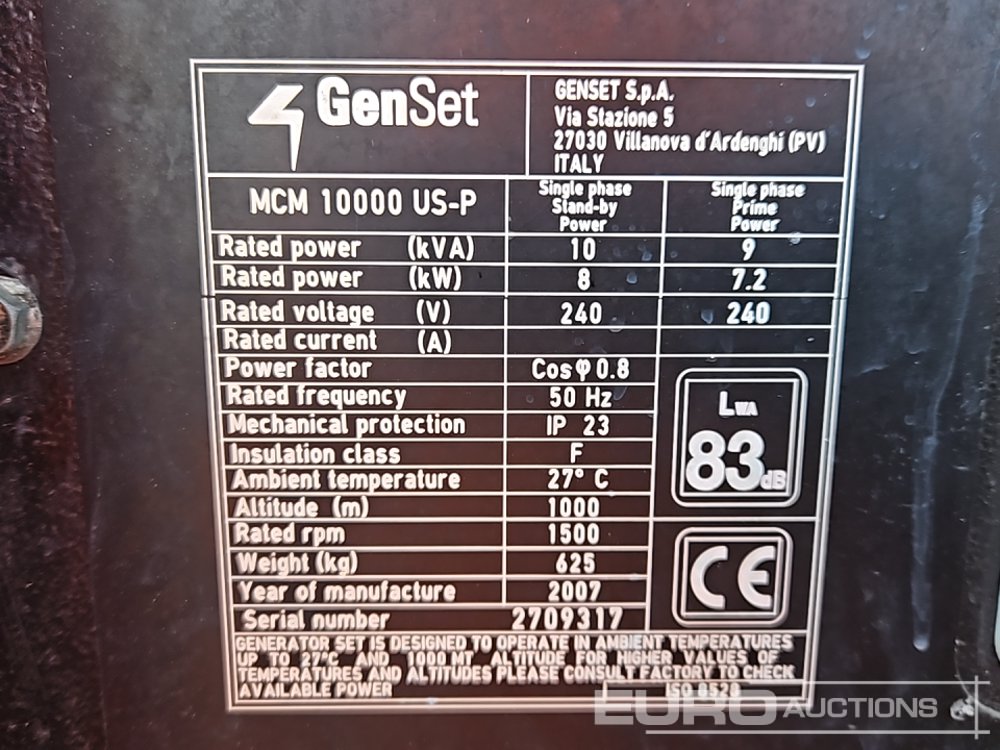 GenSet
GENSET S.p.A.
Via Stazione 5
27030 Villanova d'Ardenghi (PV)
ITALY
MCM 10000 US-P
Single phase
Stand-by
Power
Single phase
Prime
Power
Rated power (kVA) 10 9
Rated power (kW) 8 7.2
Rated voltage (V) 240 240
Rated current (A)
Power factor Cos φ 0.8
Rated frequency 50 Hz
Mechanical protection IP 23
Insulation class F
Ambient temperature 27° C
Altitude (m) 1000
Rated rpm 1500
Weight (kg) 625
Year of manufacture 2007
Serial number 2709317
LWA
83 dB
CE
GENERATOR SET IS DESIGNED TO OPERATE IN AMBIENT TEMPERATURES
UP TO 27°C AND 1000 MT ALTITUDE FOR HIGHER VALUES OF
TEMPERATURES AND ALTITUDES PLEASE CONSULT FACTORY TO CHECK
AVAILABLE POWER
ISO 8528
EURO AUCTIONS